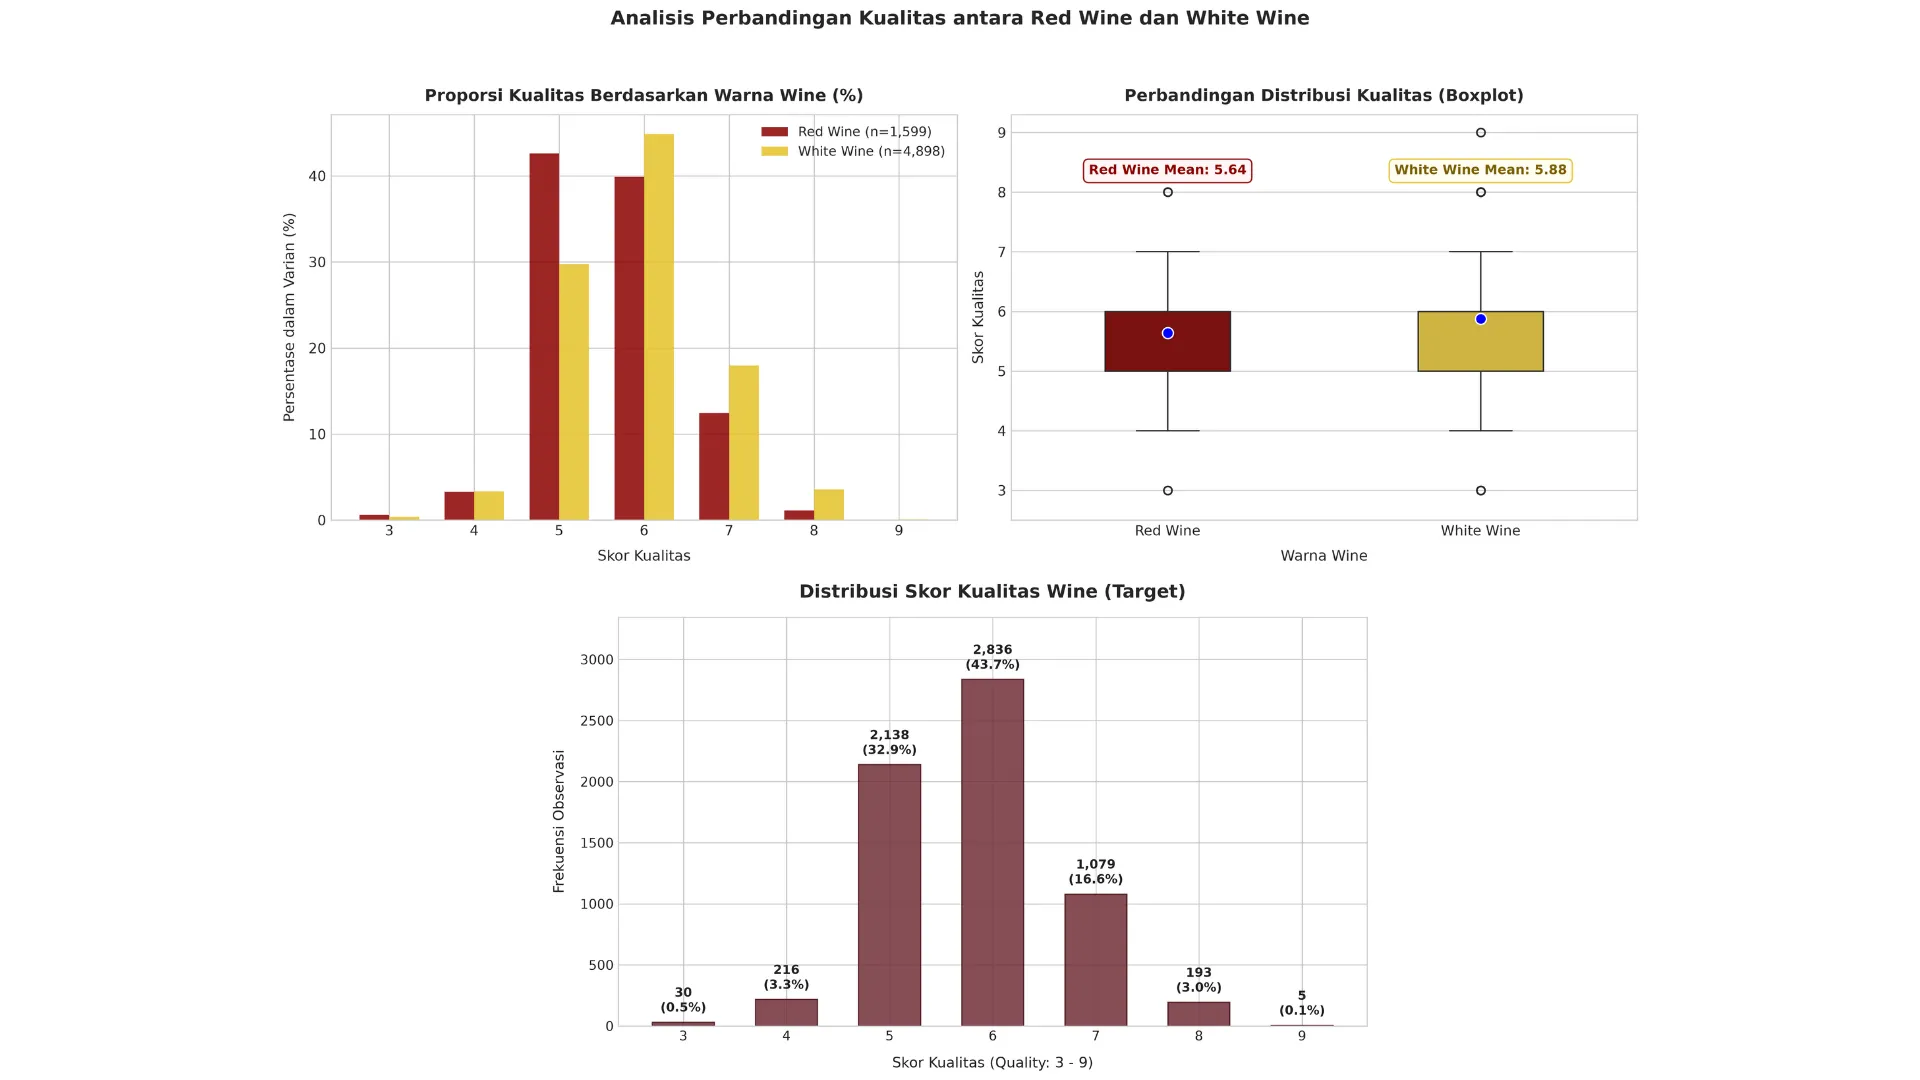 Analisis Perbandingan Kualitas antara Red Wine dan White Wine
Proporsi Kualitas Berdasarkan Warna Wine (%)
Red Wine (n=1,599)
White Wine (n=4,898)
Persentase dalam Varian (%)
40
30
20
10
0
3 4 5 6 7 8 9
Skor Kualitas
Perbandingan Distribusi Kualitas (Boxplot)
Red Wine Mean: 5.64
White Wine Mean: 5.88
Skor Kualitas
9
8
7
6
5
4
3
Red Wine White Wine
Warna Wine
Distribusi Skor Kualitas Wine (Target)
Frekuensi Observasi
3000
2500
2000
1500
1000
500
0
30
(0.5%)
216
(3.3%)
2,138
(32.9%)
2,836
(43.7%)
1,079
(16.6%)
193
(3.0%)
5
(0.1%)
3 4 5 6 7 8 9
Skor Kualitas (Quality: 3 - 9)